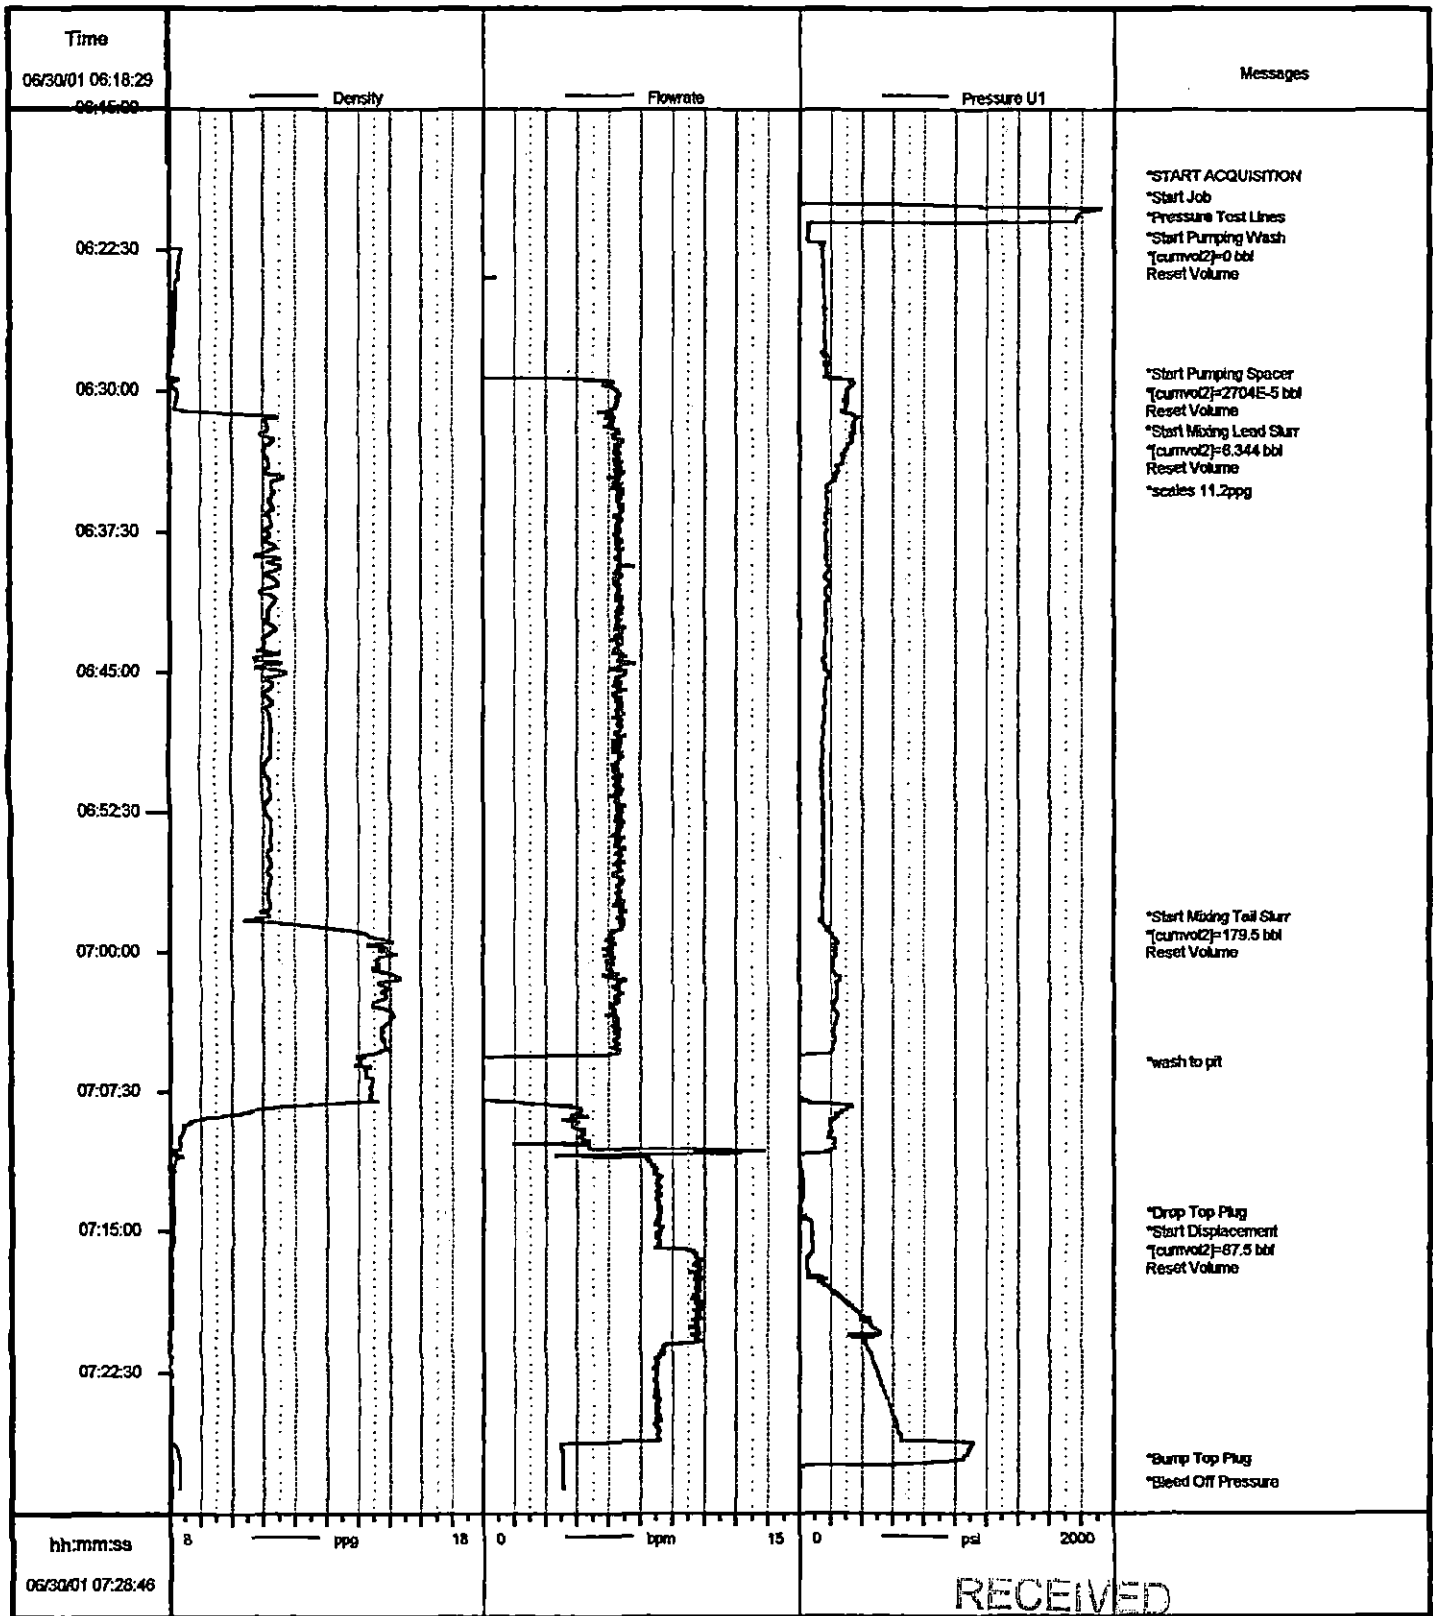 Time
06/30/01 06:18:29
Density
Flowrate
Pressure U1
Messages
06:15:00
*START ACQUISITION
*Start Job
*Pressure Test Lines
*Start Pumping Wash
*[cumvol2]=0 bbl
Reset Volume
06:22:30
*Start Pumping Spacer
*[cumvol2]=2704E-5 bbl
Reset Volume
*Start Mixing Lead Slurr
*[cumvol2]=6.344 bbl
Reset Volume
*scales 11.2ppg
06:30:00
06:37:30
06:45:00
06:52:30
*Start Mixing Tail Slurr
*[cumvol2]=179.5 bbl
Reset Volume
07:00:00
*wash to pit
07:07:30
*Drop Top Plug
*Start Displacement
*[cumvol2]=67.5 bbl
Reset Volume
07:15:00
07:22:30
*Bump Top Plug
*Bleed Off Pressure
hh:mm:ss
8 ppg 18
0 bpm 15
0 psi 2000
06/30/01 07:28:46
RECEIVED